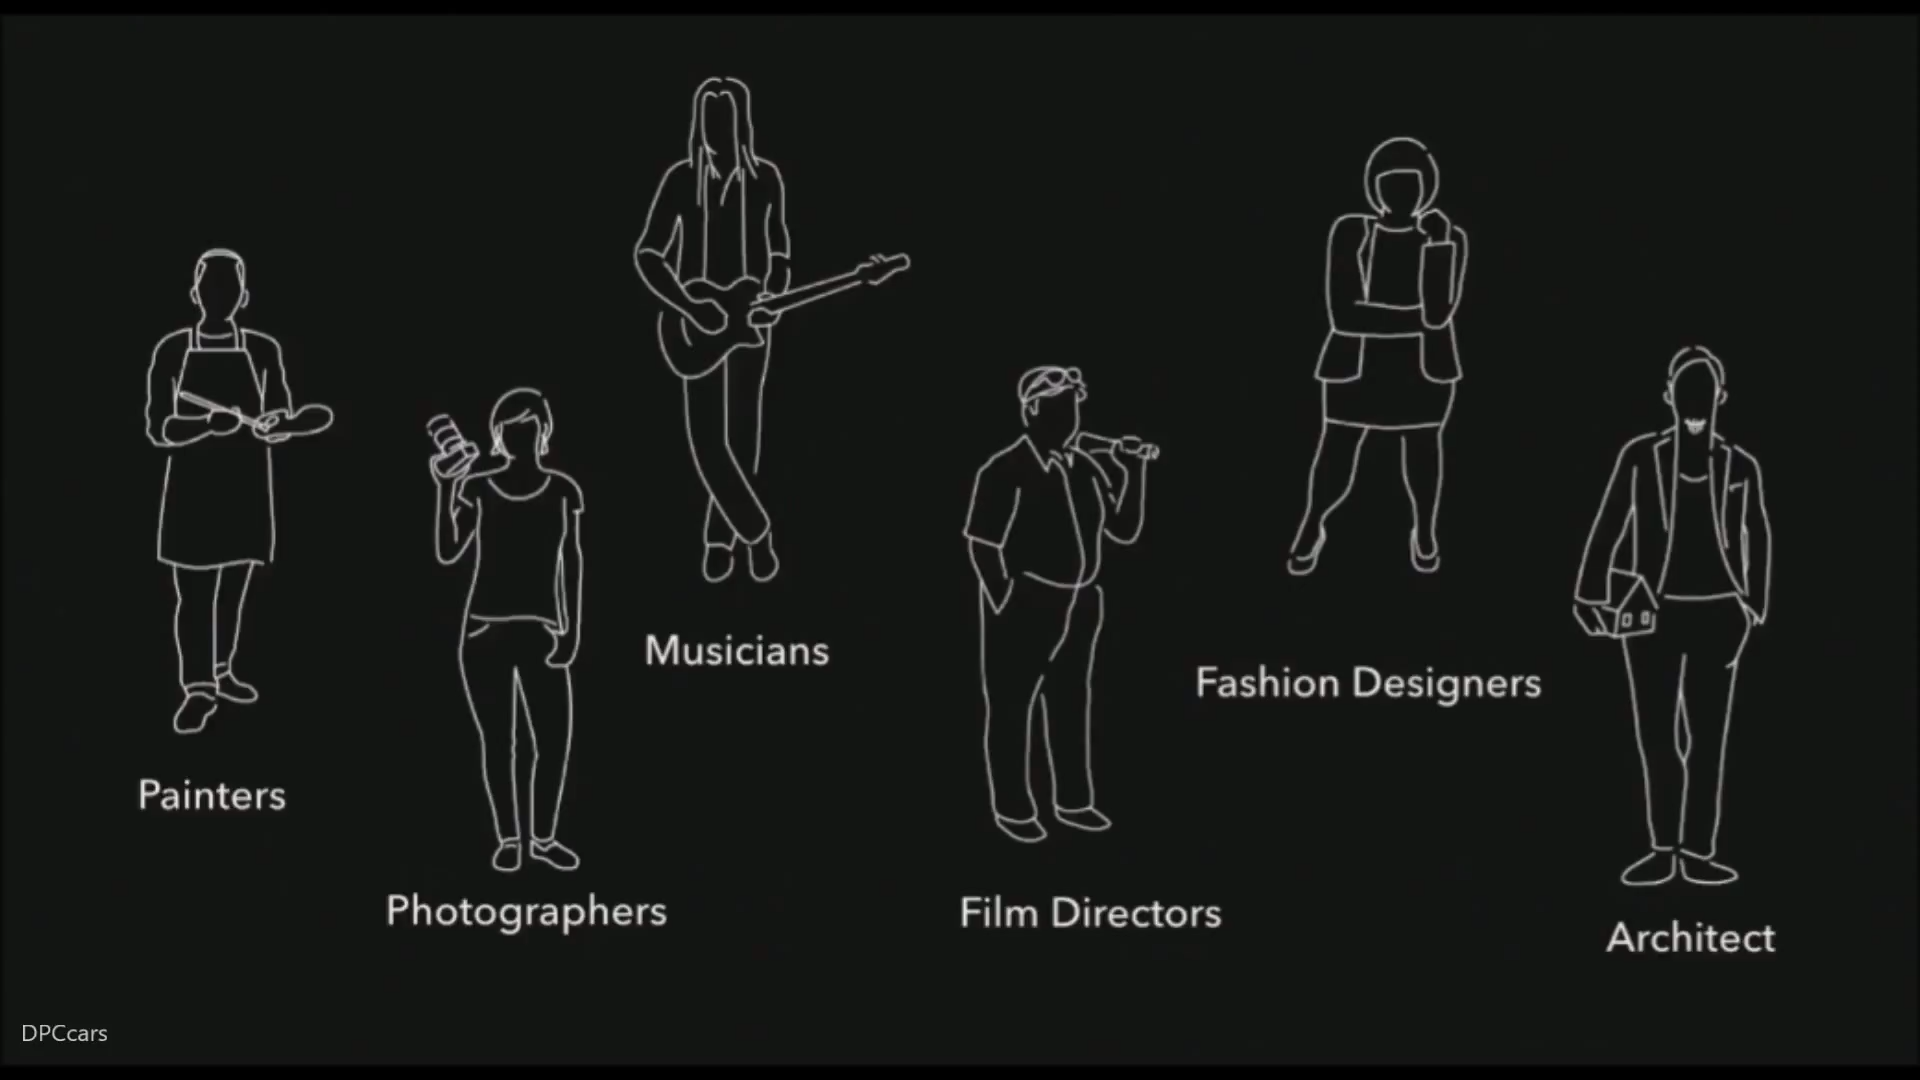 Musicians
Fashion Designers
Painters
Photographers
Film Directors
Architect
DPCcars